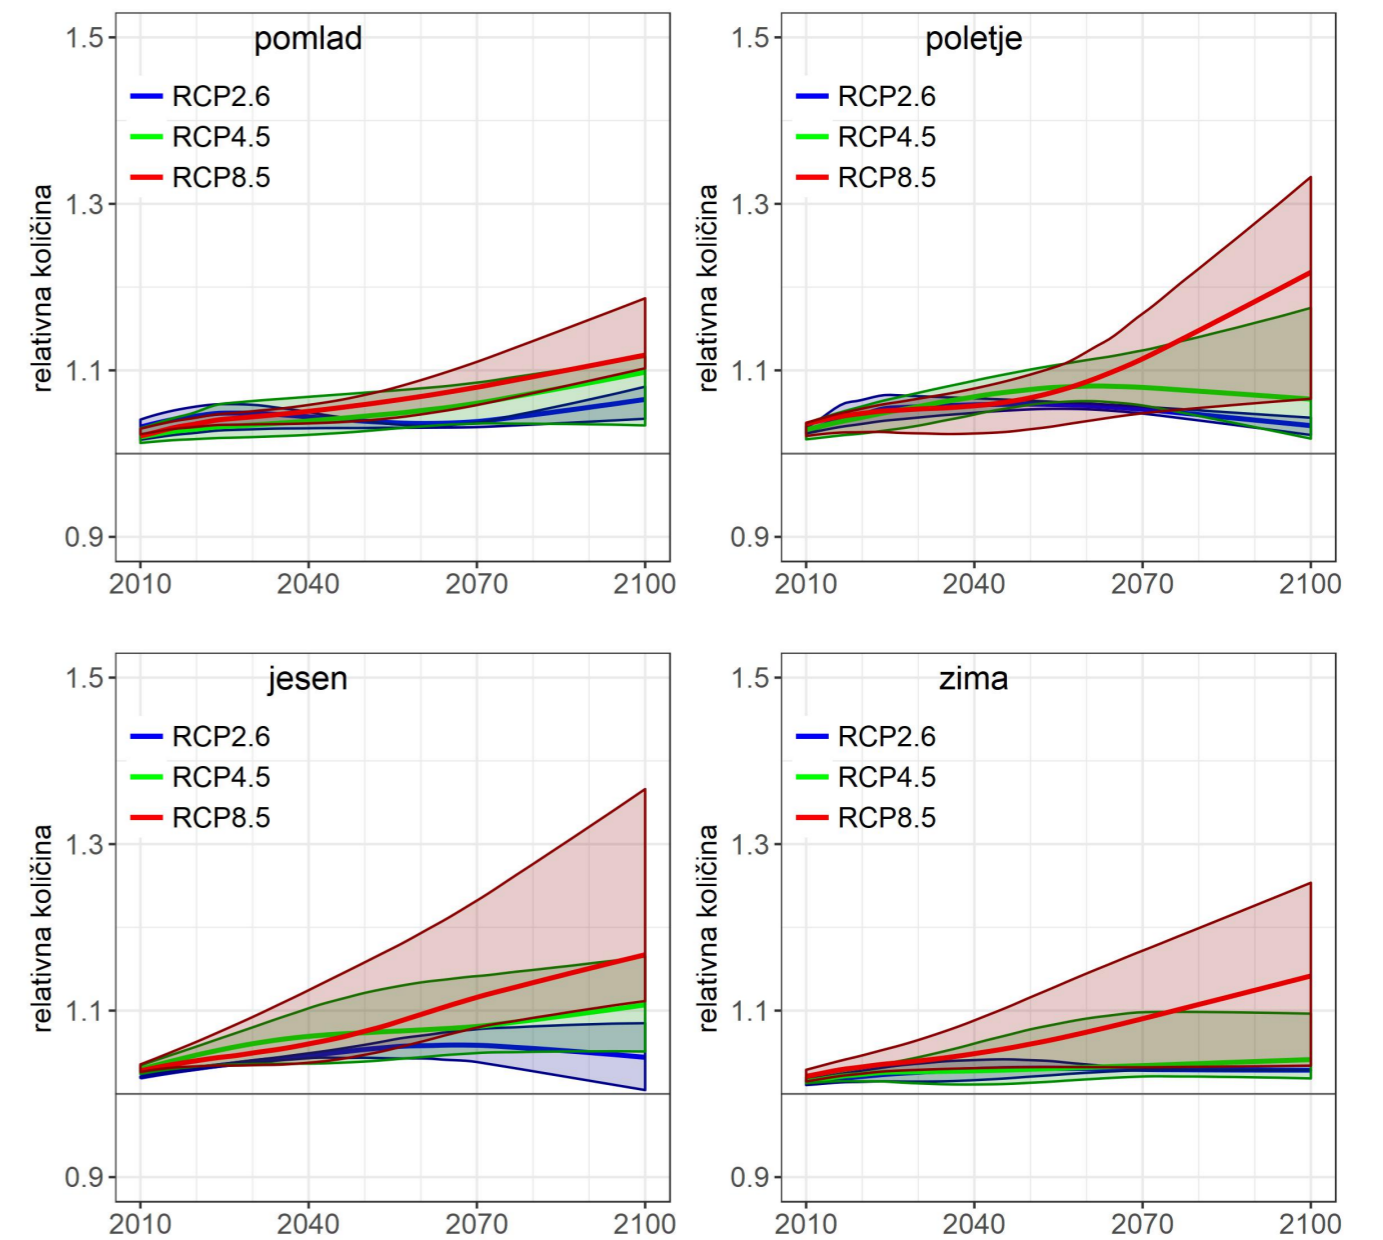 pomlad
1.5
RCP2.6
RCP4.5
RCP8.5
1.3
relativna količina
1.1
0.9
2010 2040 2070 2100
poletje
1.5
RCP2.6
RCP4.5
RCP8.5
1.3
relativna količina
1.1
0.9
2010 2040 2070 2100
jesen
1.5
RCP2.6
RCP4.5
RCP8.5
1.3
relativna količina
1.1
0.9
2010 2040 2070 2100
zima
1.5
RCP2.6
RCP4.5
RCP8.5
1.3
relativna količina
1.1
0.9
2010 2040 2070 2100